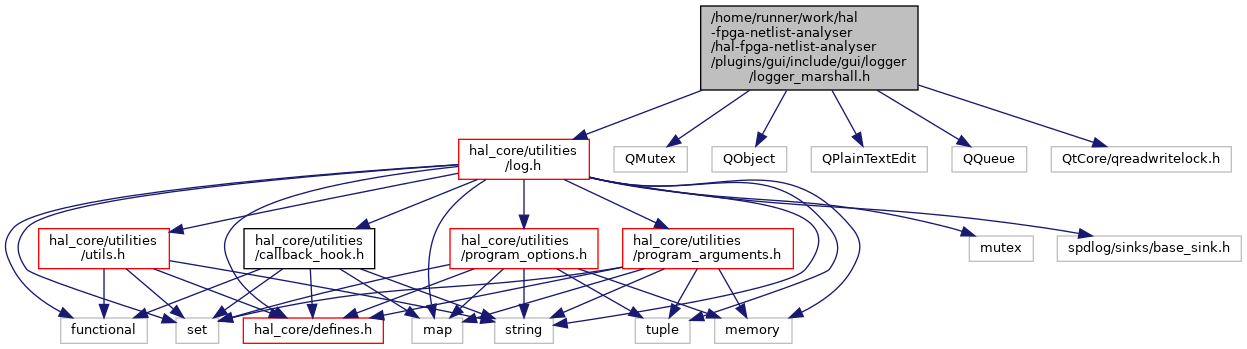 /home/runner/work/hal
-fpga-netlist-analyser
/hal-fpga-netlist-analyser
/plugins/gui/include/gui/logger
/logger_marshall.h
hal_core/utilities
/log.h
QMutex
QObject
QPlainTextEdit
QQueue
QtCore/qreadwritelock.h
hal_core/utilities
/utils.h
hal_core/utilities
/callback_hook.h
hal_core/utilities
/program_options.h
hal_core/utilities
/program_arguments.h
mutex
spdlog/sinks/base_sink.h
functional
set
hal_core/defines.h
map
string
tuple
memory